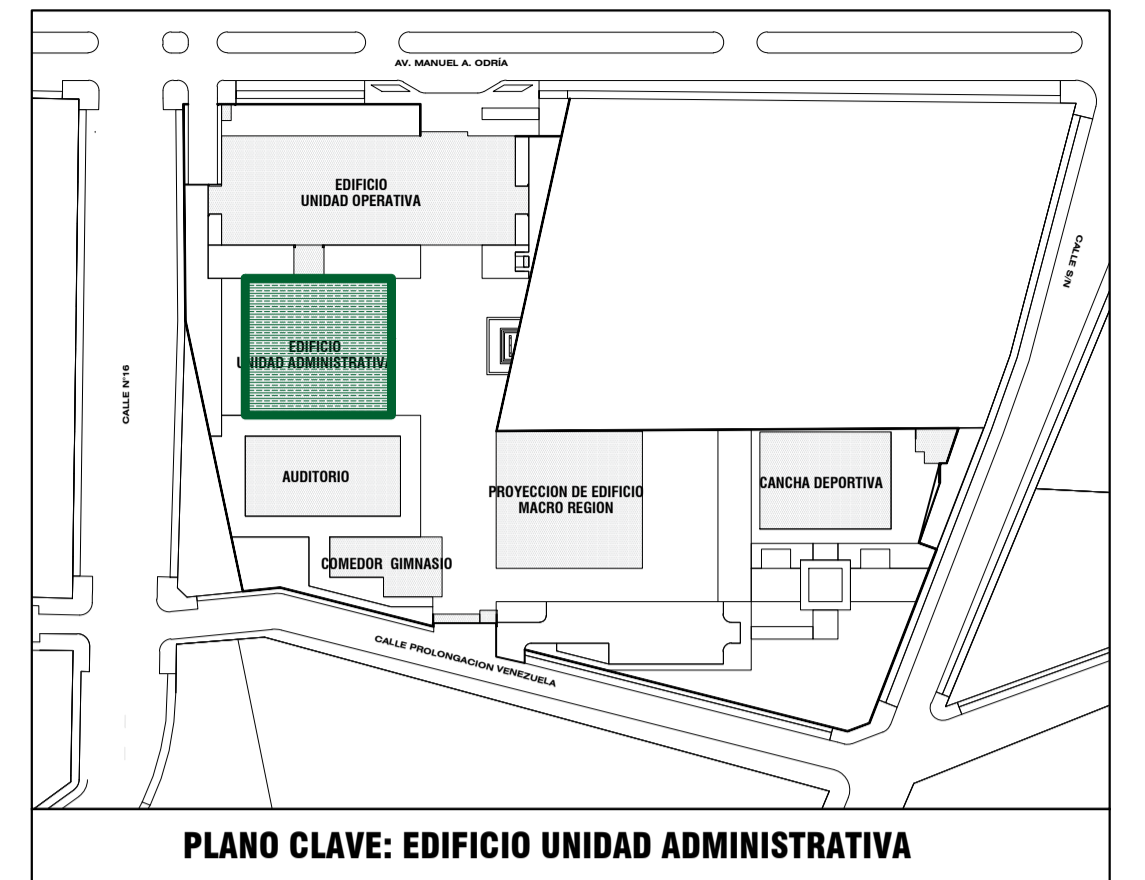 AV. MANUEL A. ODRÍA
EDIFICIO
UNIDAD OPERATIVA
CALLE S/N
EDIFICIO
UNIDAD ADMINISTRATIVA
CALLE N°16
AUDITORIO
PROYECCION DE EDIFICIO
MACRO REGION
CANCHA DEPORTIVA
COMEDOR GIMNASIO
CALLE PROLONGACION VENEZUELA
PLANO CLAVE: EDIFICIO UNIDAD ADMINISTRATIVA